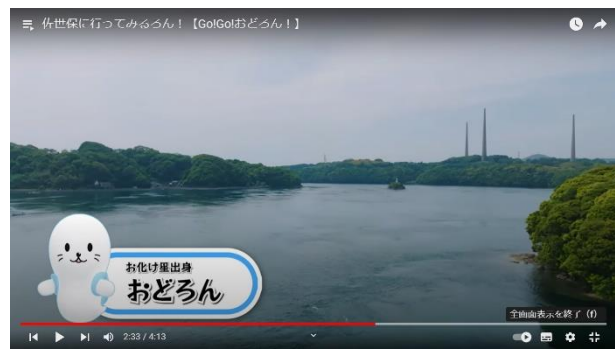 佐世保に行ってみるろん！【Go!Go!おどろん！】
お化け星出身
おどろん
全画面表示を終了 (f)
2:33 / 4:13